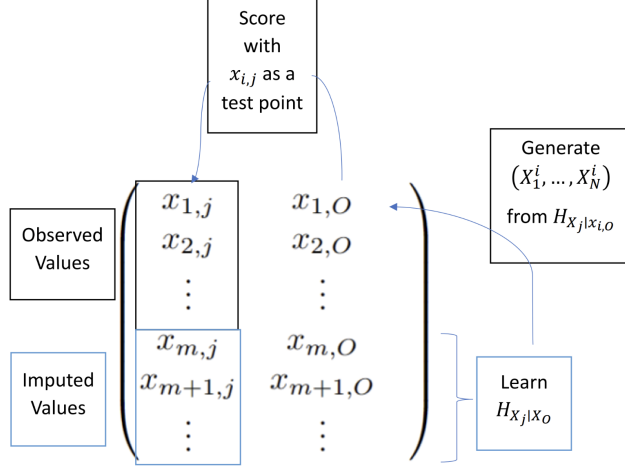 Score
with
$x_{i,j}$ as a
test point
Generate
$(X_1^i, \ldots, X_N^i)$
from $H_{X_j|x_{i,O}}$
Observed
Values
$x_{1,j}$ $x_{1,O}$
$x_{2,j}$ $x_{2,O}$
⋮ ⋮
$x_{m,j}$ $x_{m,O}$
$x_{m+1,j}$ $x_{m+1,O}$
⋮ ⋮
Imputed
Values
Learn
$H_{X_j|X_O}$